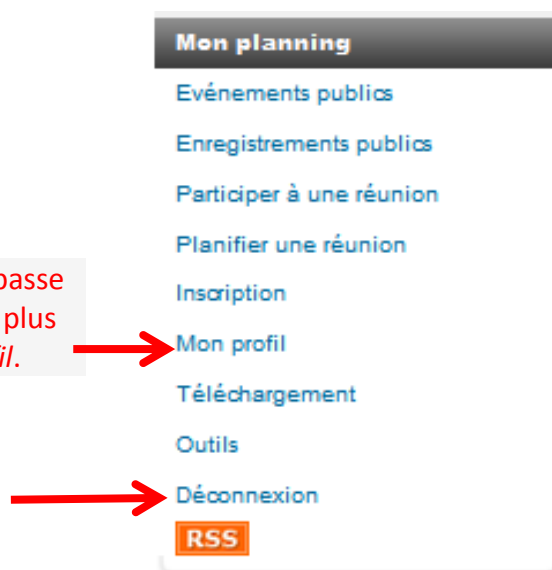 Mon planning
Evénements publics
Enregistrements publics
Participer à une réunion
Planifier une réunion
Inscription
passe
plus
Mon profil
il.
Téléchargement
Outils
Déconnexion
RSS